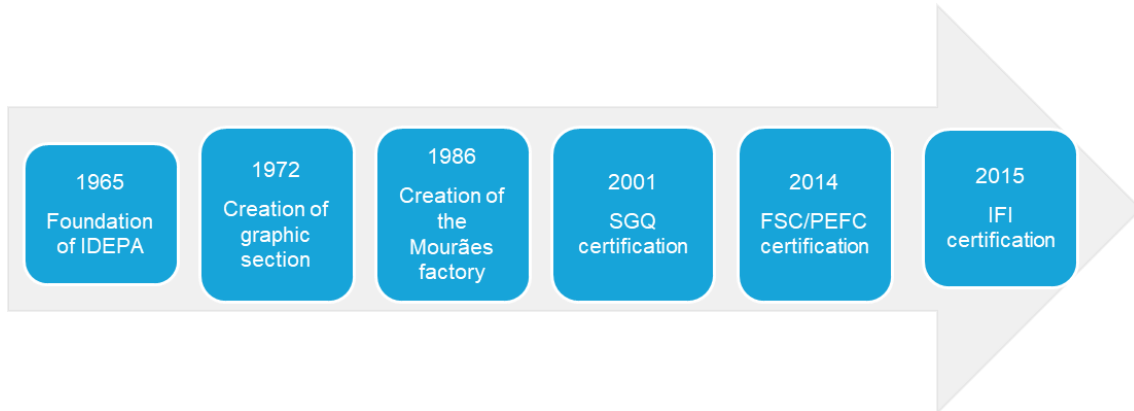 1965
Foundation
of IDEPA
1972
Creation of
graphic
section
1986
Creation of
the
Mourães
factory
2001
SGQ
certification
2014
FSC/PEFC
certification
2015
IFI
certification